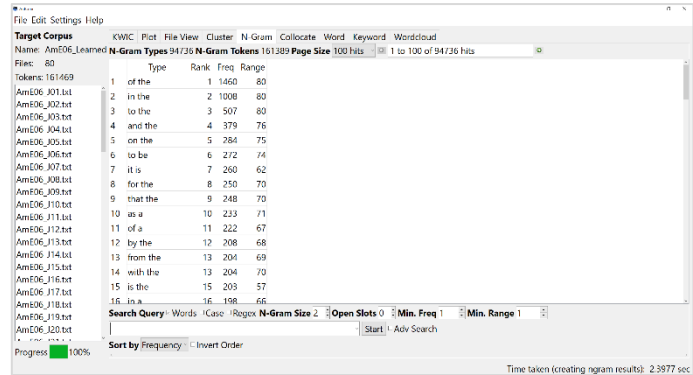 File Edit Settings Help
Target Corpus
Name: AmE06_Learned
Files: 80
Tokens: 161469
AmE06_J01.txt
AmE06_J02.txt
AmE06_J03.txt
AmE06_J04.txt
AmE06_J05.txt
AmE06_J06.txt
AmE06_J07.txt
AmE06_J08.txt
AmE06_J09.txt
AmE06_J10.txt
AmE06_J11.txt
AmE06_J12.txt
AmE06_J13.txt
AmE06_J14.txt
AmE06_J15.txt
AmE06_J16.txt
AmE06_J17.txt
AmE06_J18.txt
AmE06_J19.txt
AmE06_J20.txt
Progress 100%
KWIC Plot File View Cluster N-Gram Collocate Word Keyword Wordcloud
N-Gram Types 94736 N-Gram Tokens 161389 Page Size 100 hits 1 to 100 of 94736 hits
Type Rank Freq Range
1 of the 1 1460 80
2 in the 2 1008 80
3 to the 3 507 80
4 and the 4 379 76
5 on the 5 284 75
6 to be 6 272 74
7 it is 7 260 62
8 for the 8 250 70
9 that the 9 248 70
10 as a 10 233 71
11 of a 11 222 67
12 by the 12 208 68
13 from the 13 204 69
14 with the 13 204 70
15 is the 15 203 57
16 in a 16 198 66
Search Query Words Case Regex N-Gram Size 2 Open Slots 0 Min. Freq 1 Min. Range 1
Start Adv Search
Sort by Frequency Invert Order
Time taken (creating ngram results): 2.3977 sec